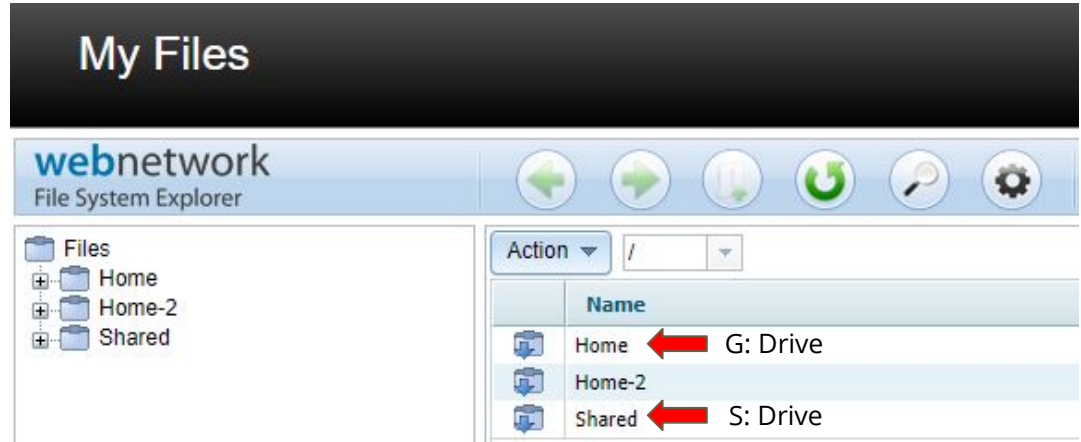 My Files
webnetwork
File System Explorer
Files
Home
Home-2
Shared
Action /
Name
Home G: Drive
Home-2
Shared S: Drive